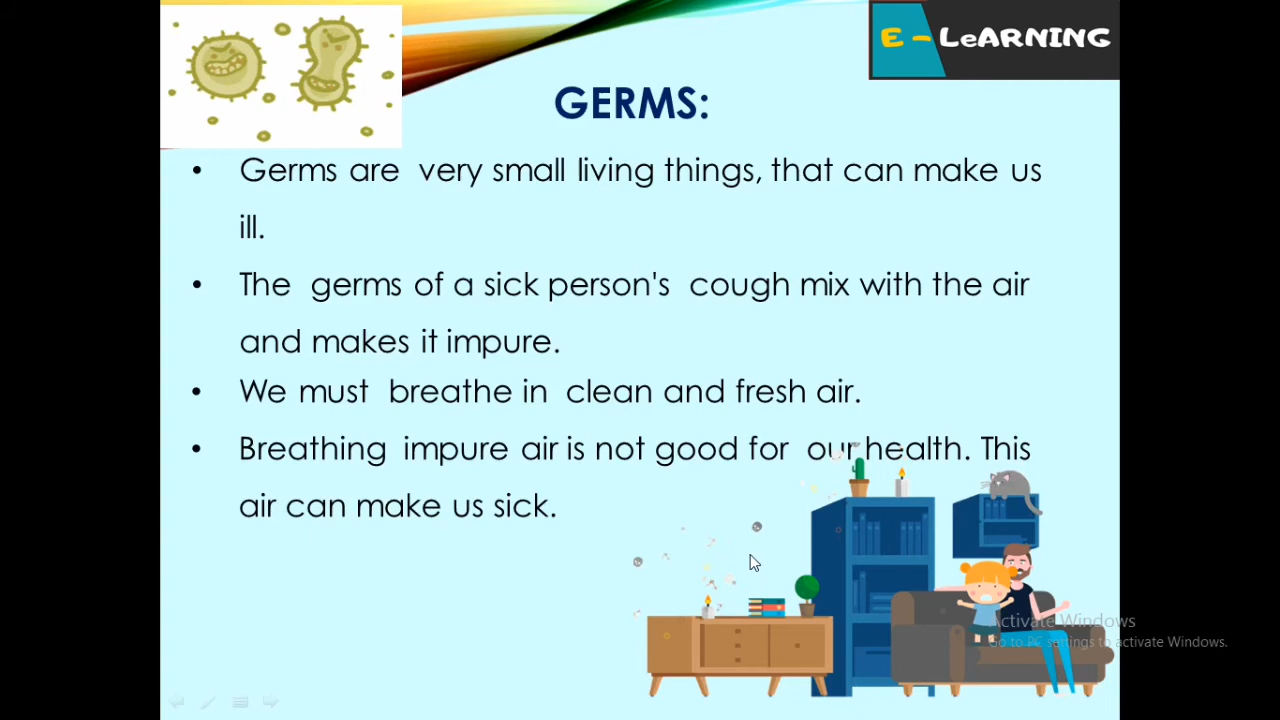 E - LeARNING
GERMS:
• Germs are very small living things, that can make us
ill.
• The germs of a sick person's cough mix with the air
and makes it impure.
• We must breathe in clean and fresh air.
• Breathing impure air is not good for our health. This
air can make us sick.
Activate Windows
Go to PC settings to activate Windows.